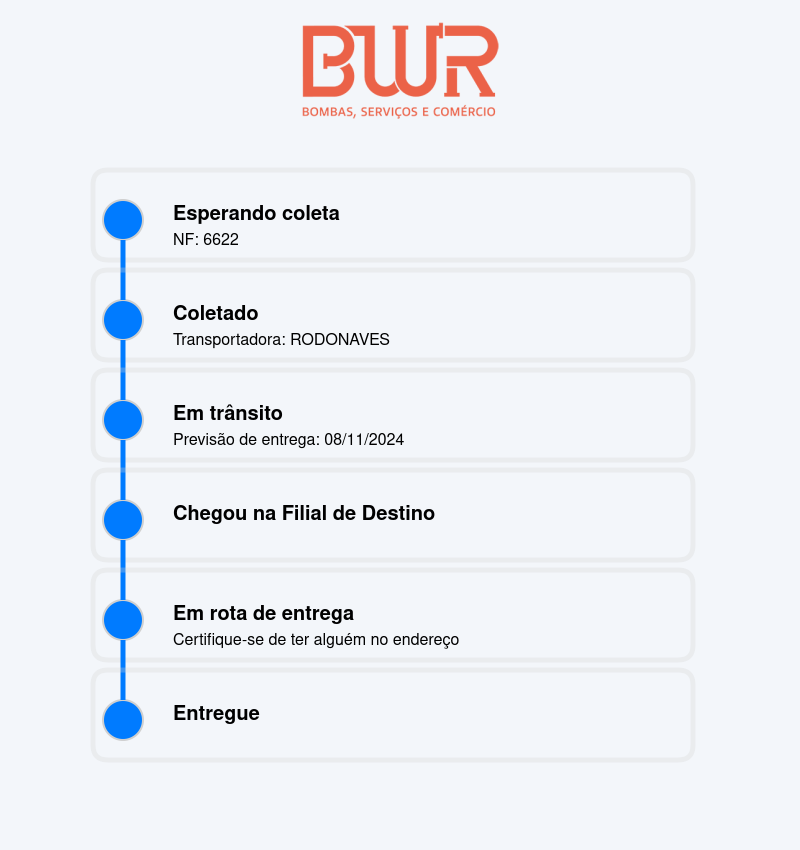 BWR
BOMBAS, SERVIÇOS E COMÉRCIO
Esperando coleta
NF: 6622
Coletado
Transportadora: RODONAVES
Em trânsito
Previsão de entrega: 08/11/2024
Chegou na Filial de Destino
Em rota de entrega
Certifique-se de ter alguém no endereço
Entregue